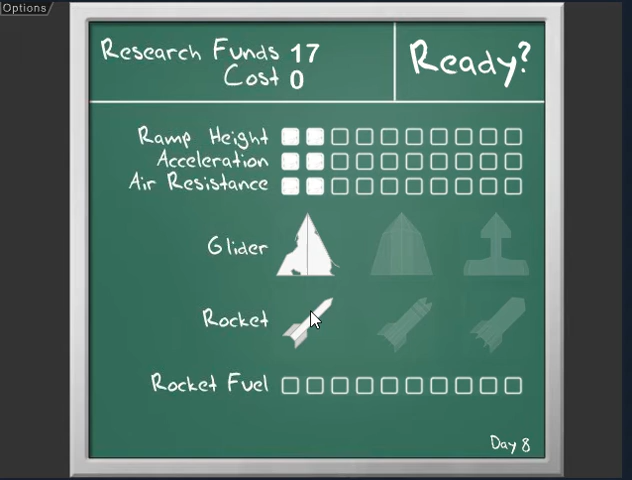 Options
Research Funds 17
Cost 0
Ready?
Ramp Height
Acceleration
Air Resistance
Glider
Rocket
Rocket Fuel
Day 8